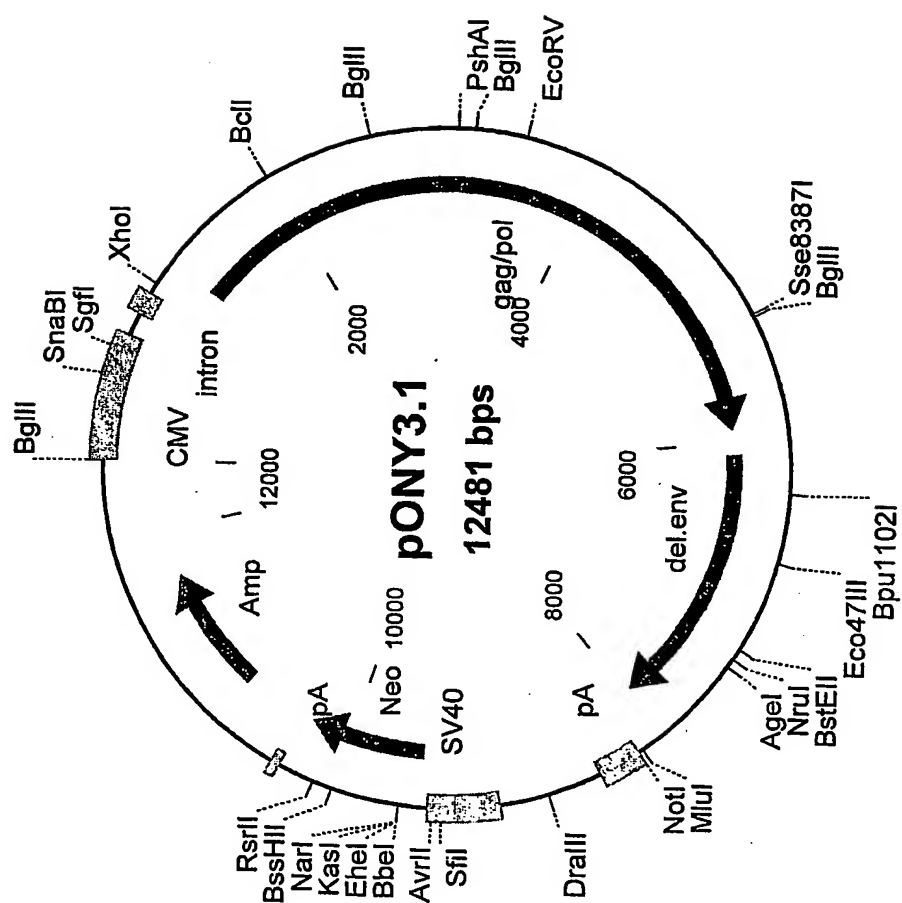 BglII
SnaBI
SgfI
XhoI
BclI
BglII
PshAI
BglII
EcoRV
Sse8387I
BglII
Bpu1102I
Eco47III
BstEII
NruI
AgeI
MluI
NotI
DraIII
SfiI
AvrII
BbeI
EheI
KasI
NarI
BssHII
RsrII
CMV
intron
gag/pol
del.env
pA
SV40
Neo
pA
Amp
2000
4000
6000
8000
10000
12000
pONY3.1
12481 bps